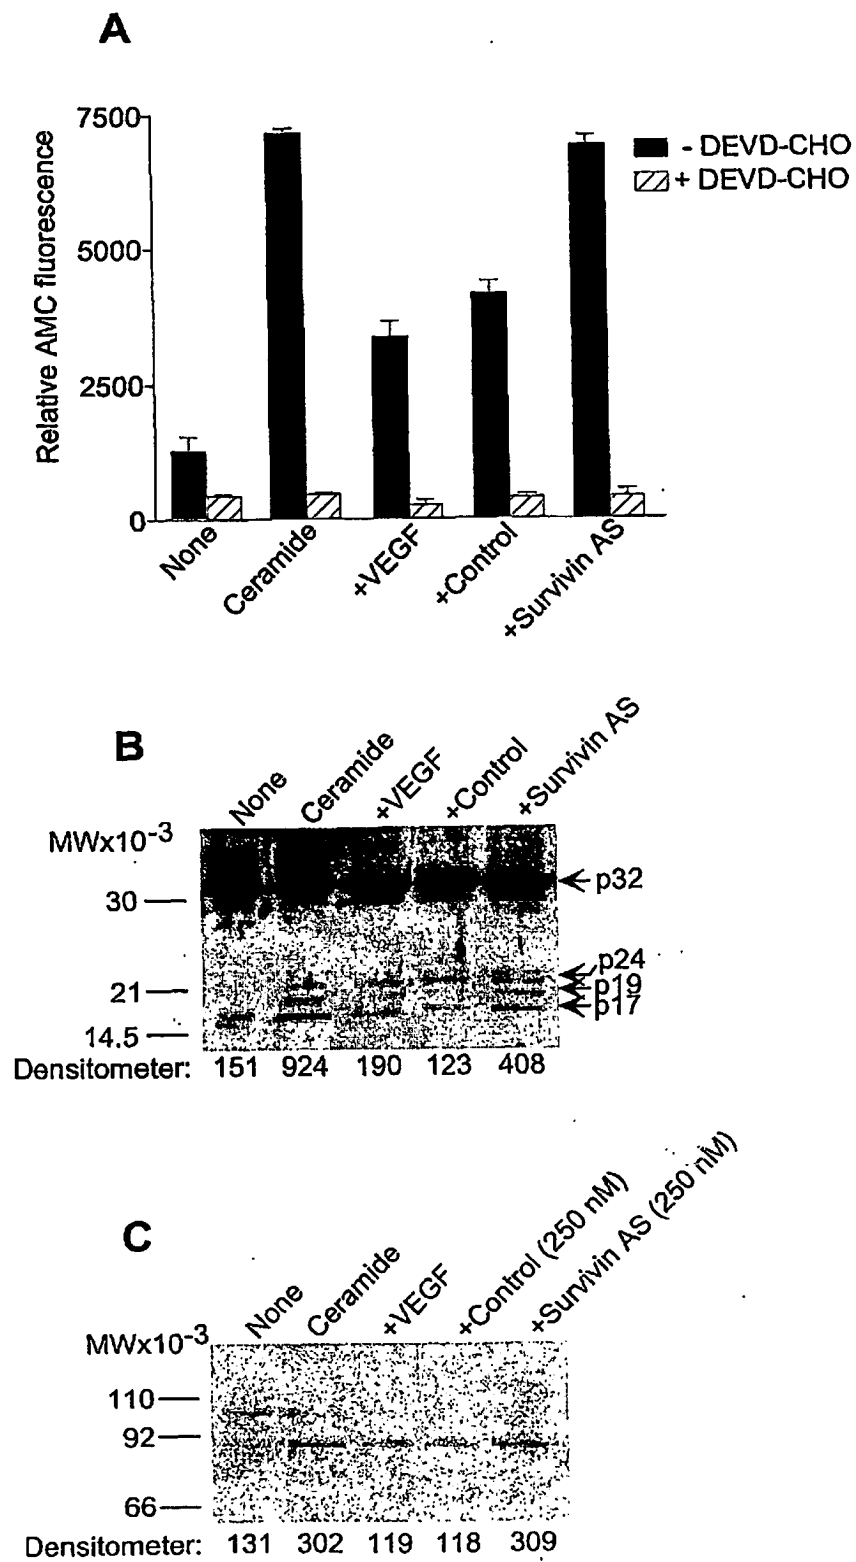 A
7500
5000
2500
0
Relative AMC fluorescence
- DEVD-CHO
+ DEVD-CHO
None
Ceramide
+VEGF
+Control
+Survivin AS
B
None
Ceramide
+VEGF
+Control
+Survivin AS
MWx10-3
30
21
14.5
p32
p24
p19
p17
Densitometer: 151 924 190 123 408
C
None
Ceramide
+VEGF
+Control (250 nM)
+Survivin AS (250 nM)
MWx10-3
110
92
66
Densitometer: 131 302 119 118 309